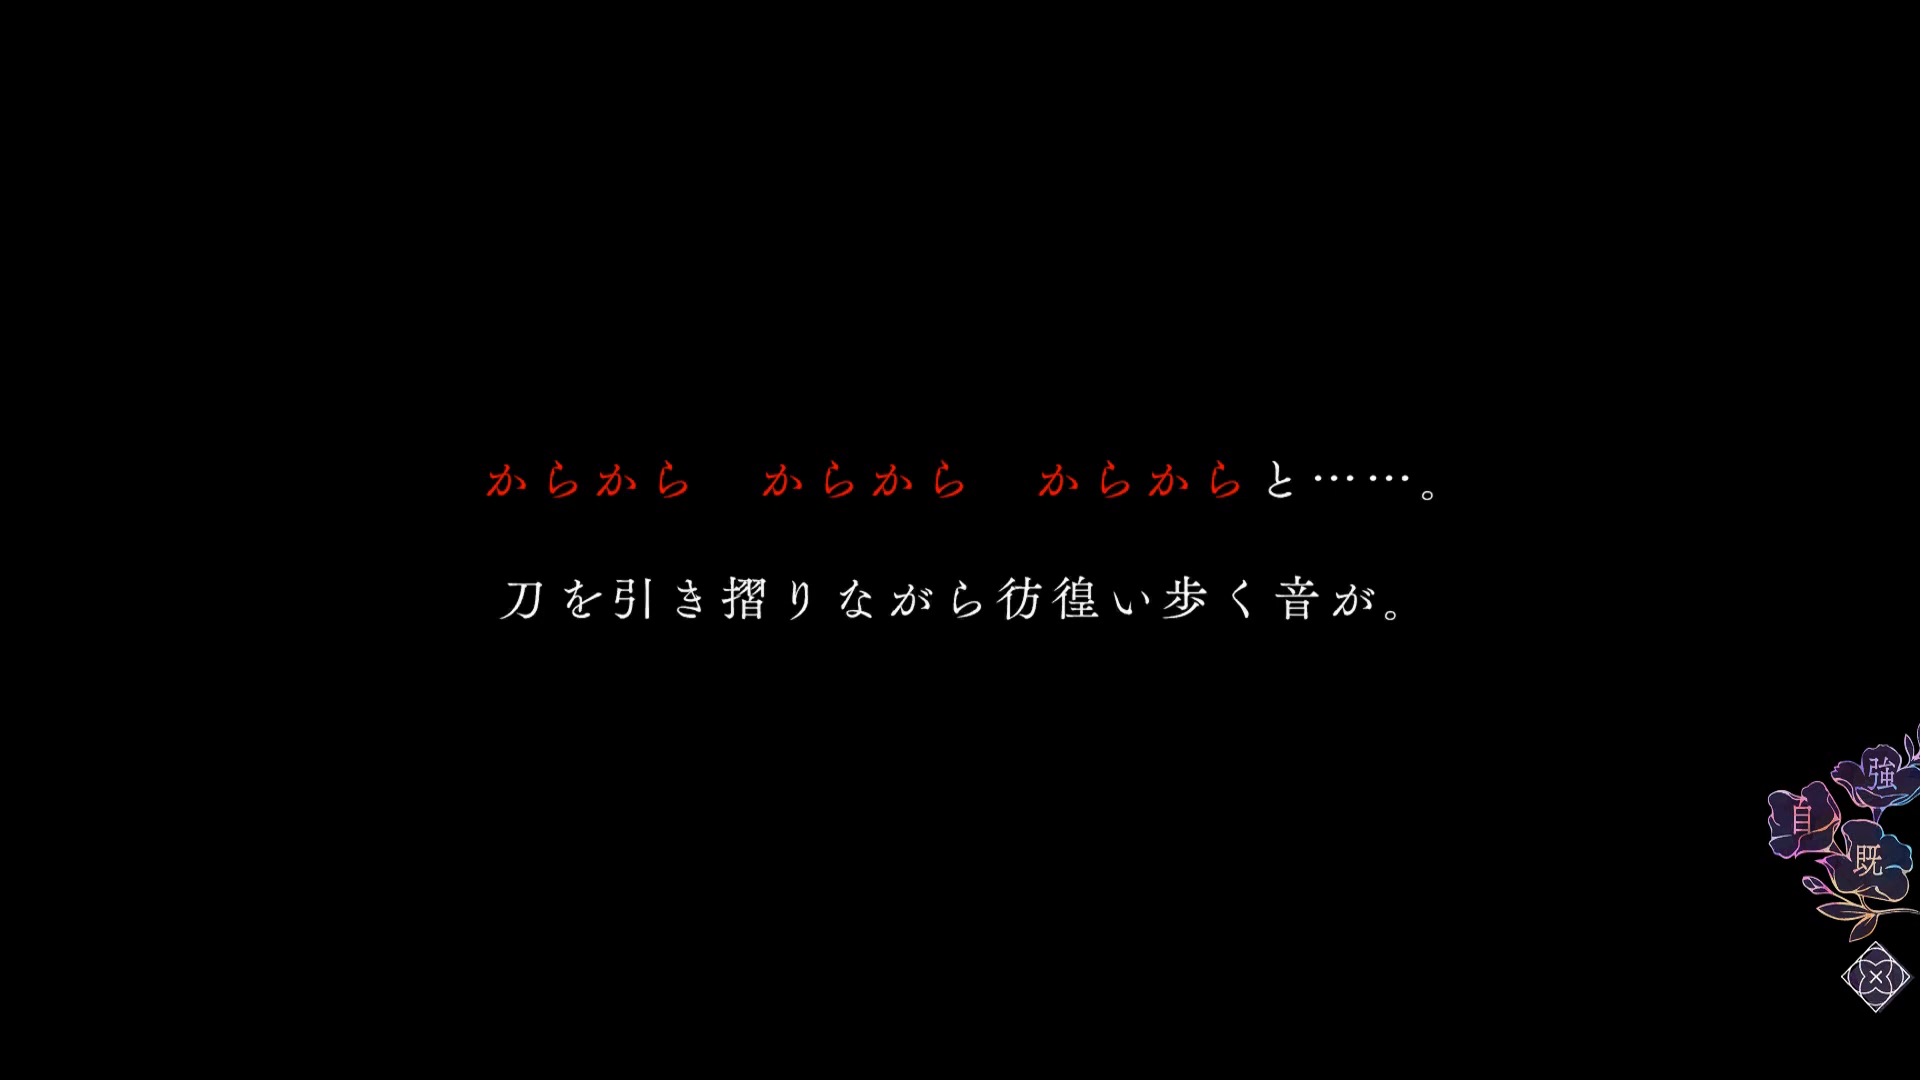 からから　からから　からからと……。
刀を引き摺りながら彷徨い歩く音が。
強
自
既